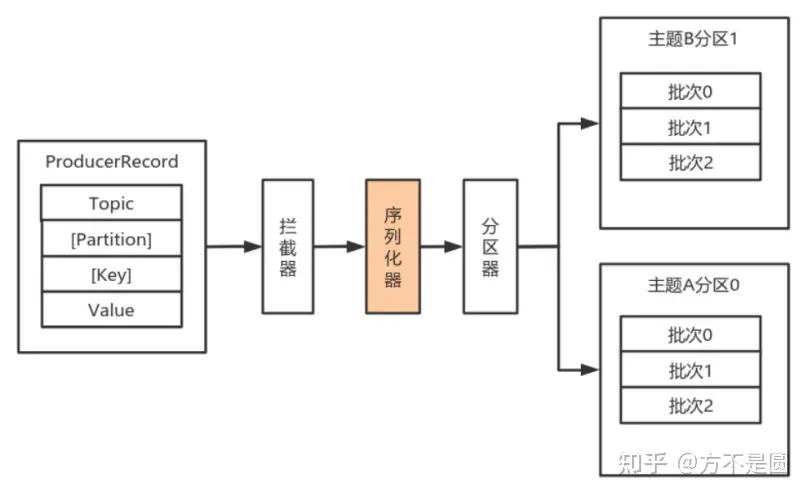 ProducerRecord
Topic
[Partition]
[Key]
Value
拦截器
序列化器
分区器
主题B分区1
批次0
批次1
批次2
主题A分区0
批次0
批次1
批次2
知乎 @方不是圆